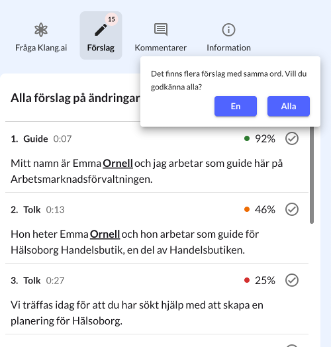 15
Fråga Klang.ai Förslag Kommentarer Information
Det finns flera förslag med samma ord. Vill du
godkänna alla?
En Alla
Alla förslag på ändringar
1. Guide 0:07 92%
Mitt namn är Emma Ornell och jag arbetar som guide här på
Arbetsmarknadsförvaltningen.
2. Tolk 0:13 46%
Hon heter Emma Ornell och hon arbetar som guide för
Hälsoborg Handelsbutik, en del av Handelsbutiken.
3. Tolk 0:27 25%
Vi träffas idag för att du har sökt hjälp med att skapa en
planering för Hälsoborg.